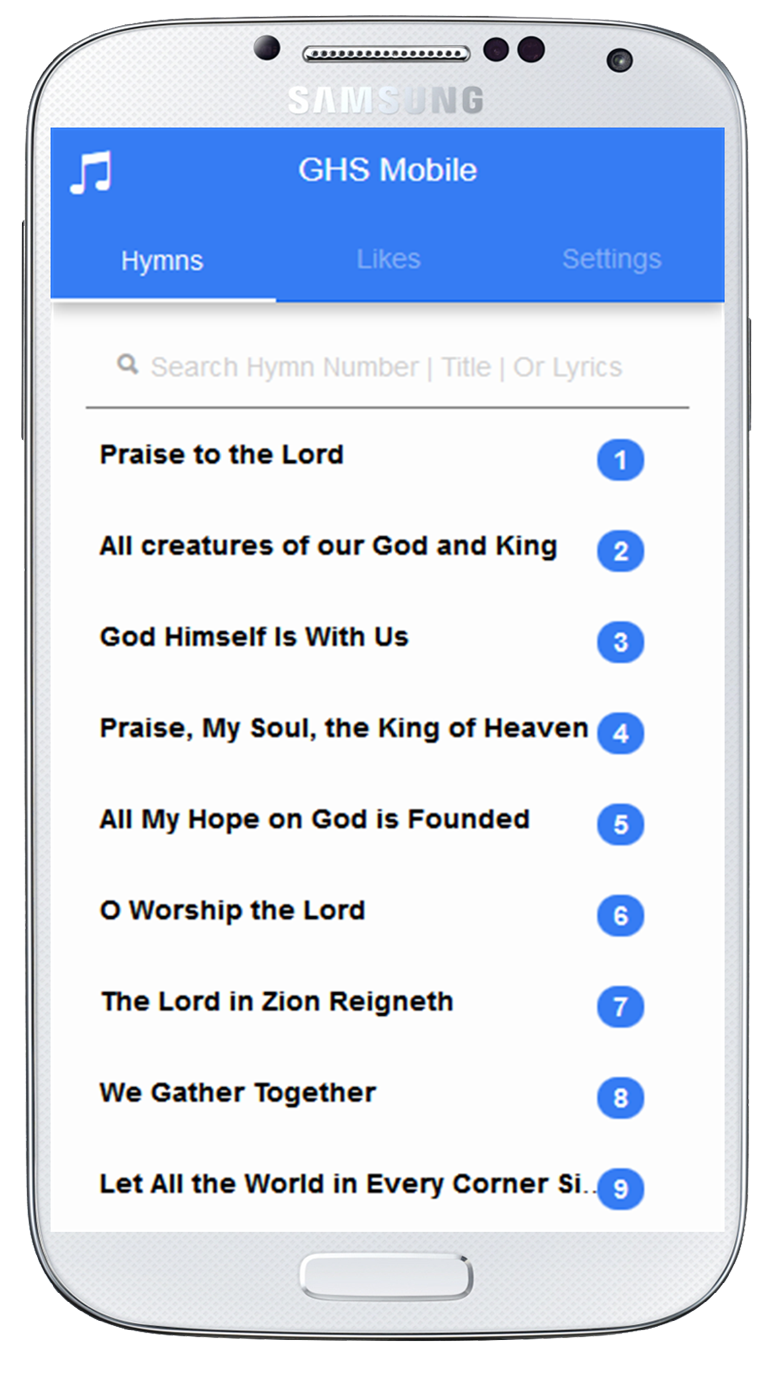 SAMSUNG
GHS Mobile
Hymns Likes Settings
Search Hymn Number | Title | Or Lyrics
Praise to the Lord 1
All creatures of our God and King 2
God Himself Is With Us 3
Praise, My Soul, the King of Heaven 4
All My Hope on God is Founded 5
O Worship the Lord 6
The Lord in Zion Reigneth 7
We Gather Together 8
Let All the World in Every Corner Si.. 9